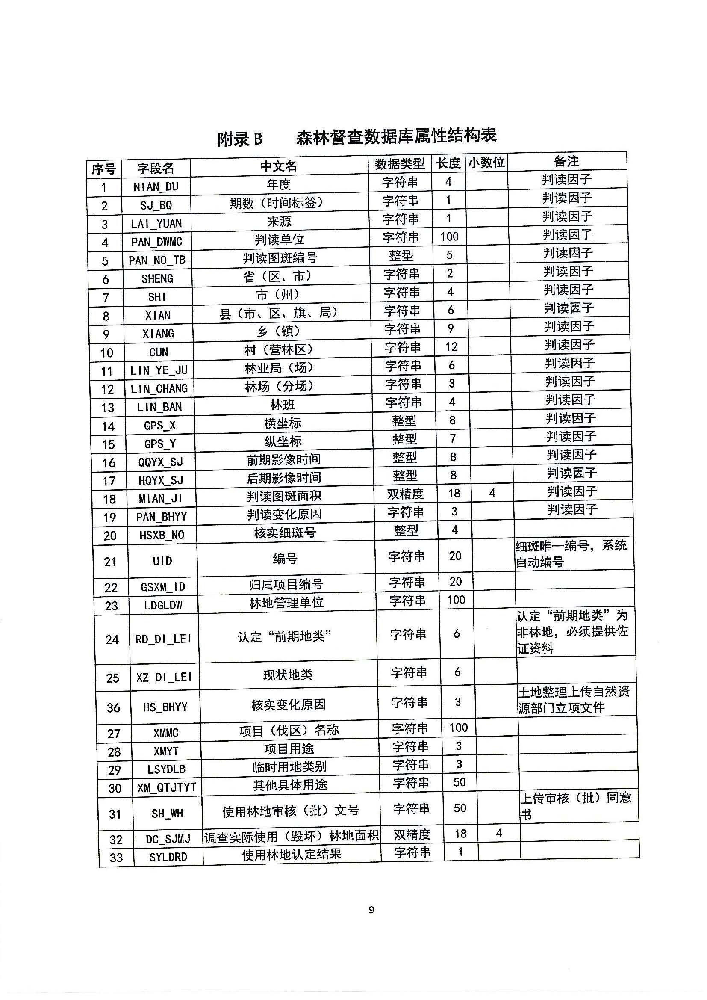 附录 B 森林督查数据库属性结构表
序号 字段名 中文名 数据类型 长度 小数位 备注
1 NIAN_DU 年度 字符串 4 判读因子
2 SJ_BQ 期数（时间标签） 字符串 1 判读因子
3 LAI_YUAN 来源 字符串 1 判读因子
4 PAN_DWMC 判读单位 字符串 100 判读因子
5 PAN_NO_TB 判读图斑编号 整型 5 判读因子
6 SHENG 省（区、市） 字符串 2 判读因子
7 SHI 市（州） 字符串 4 判读因子
8 XIAN 县（市、区、旗、局） 字符串 6 判读因子
9 XIANG 乡（镇） 字符串 9 判读因子
10 CUN 村（营林区） 字符串 12 判读因子
11 LIN_YE_JU 林业局（场） 字符串 6 判读因子
12 LIN_CHANG 林场（分场） 字符串 3 判读因子
13 LIN_BAN 林班 字符串 4 判读因子
14 GPS_X 横坐标 整型 8 判读因子
15 GPS_Y 纵坐标 整型 7 判读因子
16 QQYX_SJ 前期影像时间 整型 8 判读因子
17 HQYX_SJ 后期影像时间 整型 8 判读因子
18 MIAN_JI 判读图斑面积 双精度 18 4 判读因子
19 PAN_BHYY 判读变化原因 字符串 3 判读因子
20 HSXB_NO 核实细斑号 整型 4
21 UID 编号 字符串 20 细斑唯一编号，系统
自动编号
22 GSXM_ID 归属项目编号 字符串 20
23 LDGLDW 林地管理单位 字符串 100
24 RD_DI_LEI 认定“前期地类” 字符串 6 认定“前期地类”为
非林地，必须提供佐
证资料
25 XZ_DI_LEI 现状地类 字符串 6
36 HS_BHYY 核实变化原因 字符串 3 土地整理上传自然资
源部门立项文件
27 XMMC 项目（伐区）名称 字符串 100
28 XMYT 项目用途 字符串 3
29 LSYDLB 临时用地类别 字符串 3
30 XM_QTJTYT 其他具体用途 字符串 50
31 SH_WH 使用林地审核（批）文号 字符串 50 上传审核（批）同意
书
32 DC_SJMJ 调查实际使用（毁坏）林地面积 双精度 18 4
33 SYLDRD 使用林地认定结果 字符串 1
9